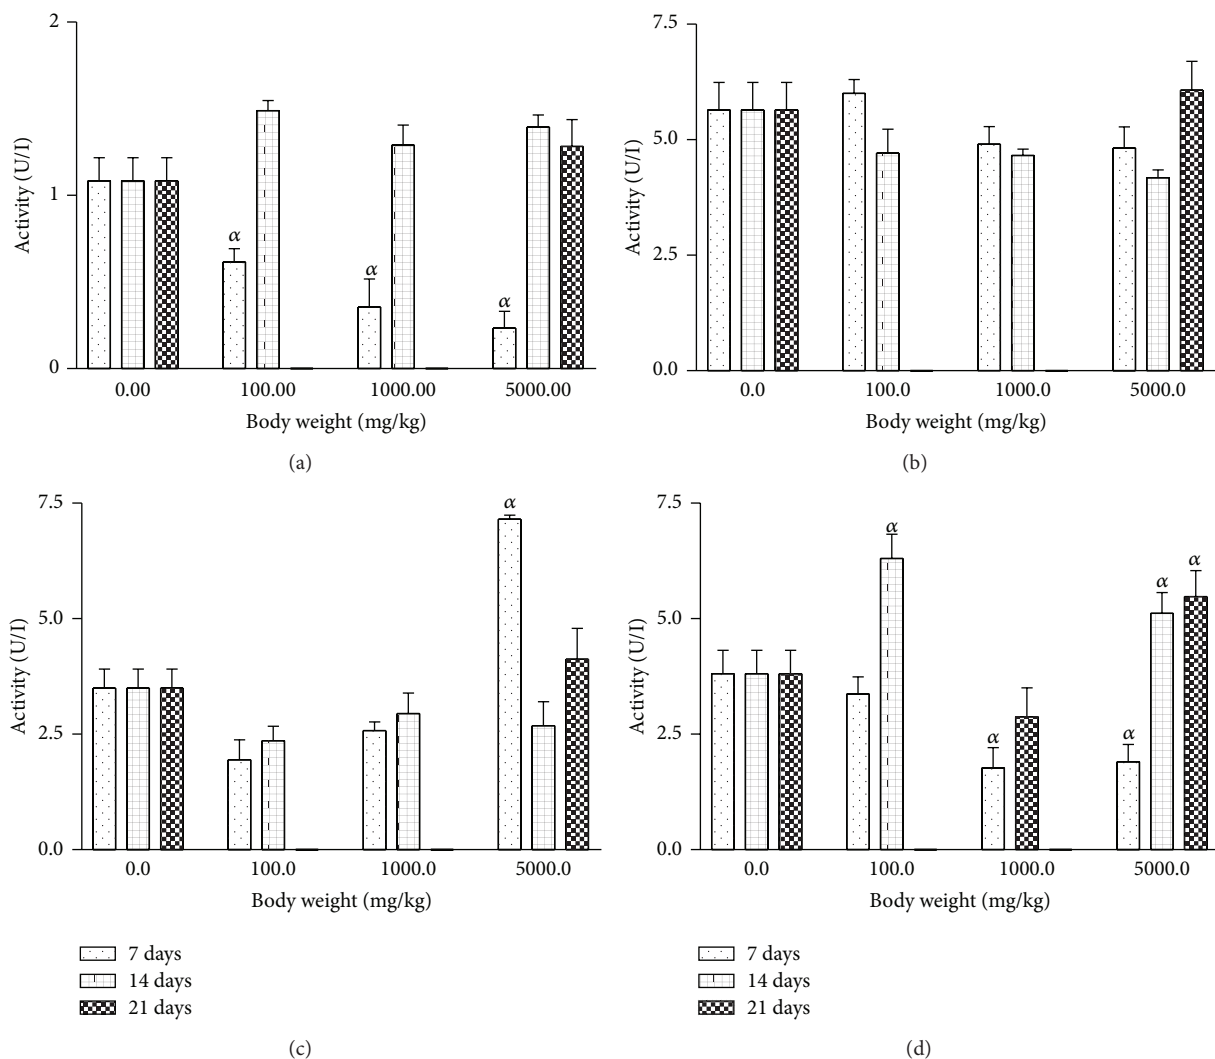 2
1
0
Activity (U/I)
α
α
α
0.00 100.00 1000.00 5000.00
Body weight (mg/kg)
(a)
7.5
5.0
2.5
0.0
Activity (U/I)
0.0 100.0 1000.0 5000.0
Body weight (mg/kg)
(b)
7.5
5.0
2.5
0.0
Activity (U/I)
α
0.0 100.0 1000.0 5000.0
Body weight (mg/kg)
7 days
14 days
21 days
(c)
7.5
5.0
2.5
0.0
Activity (U/I)
α
α
α
α
α
0.0 100.0 1000.0 5000.0
Body weight (mg/kg)
7 days
14 days
21 days
(d)